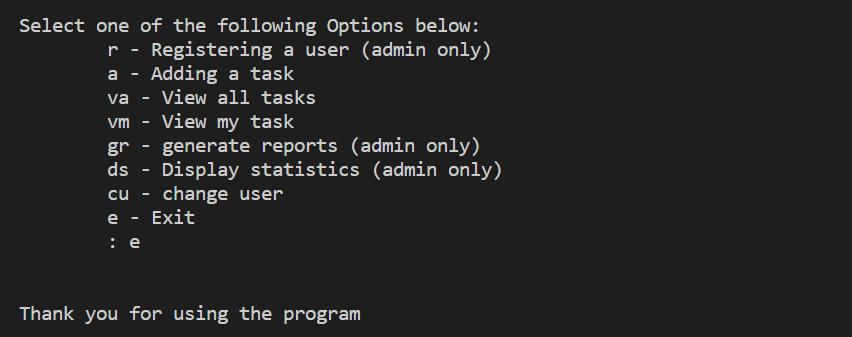 Select one of the following Options below:
r - Registering a user (admin only)
a - Adding a task
va - View all tasks
vm - View my task
gr - generate reports (admin only)
ds - Display statistics (admin only)
cu - change user
e - Exit
: e
Thank you for using the program